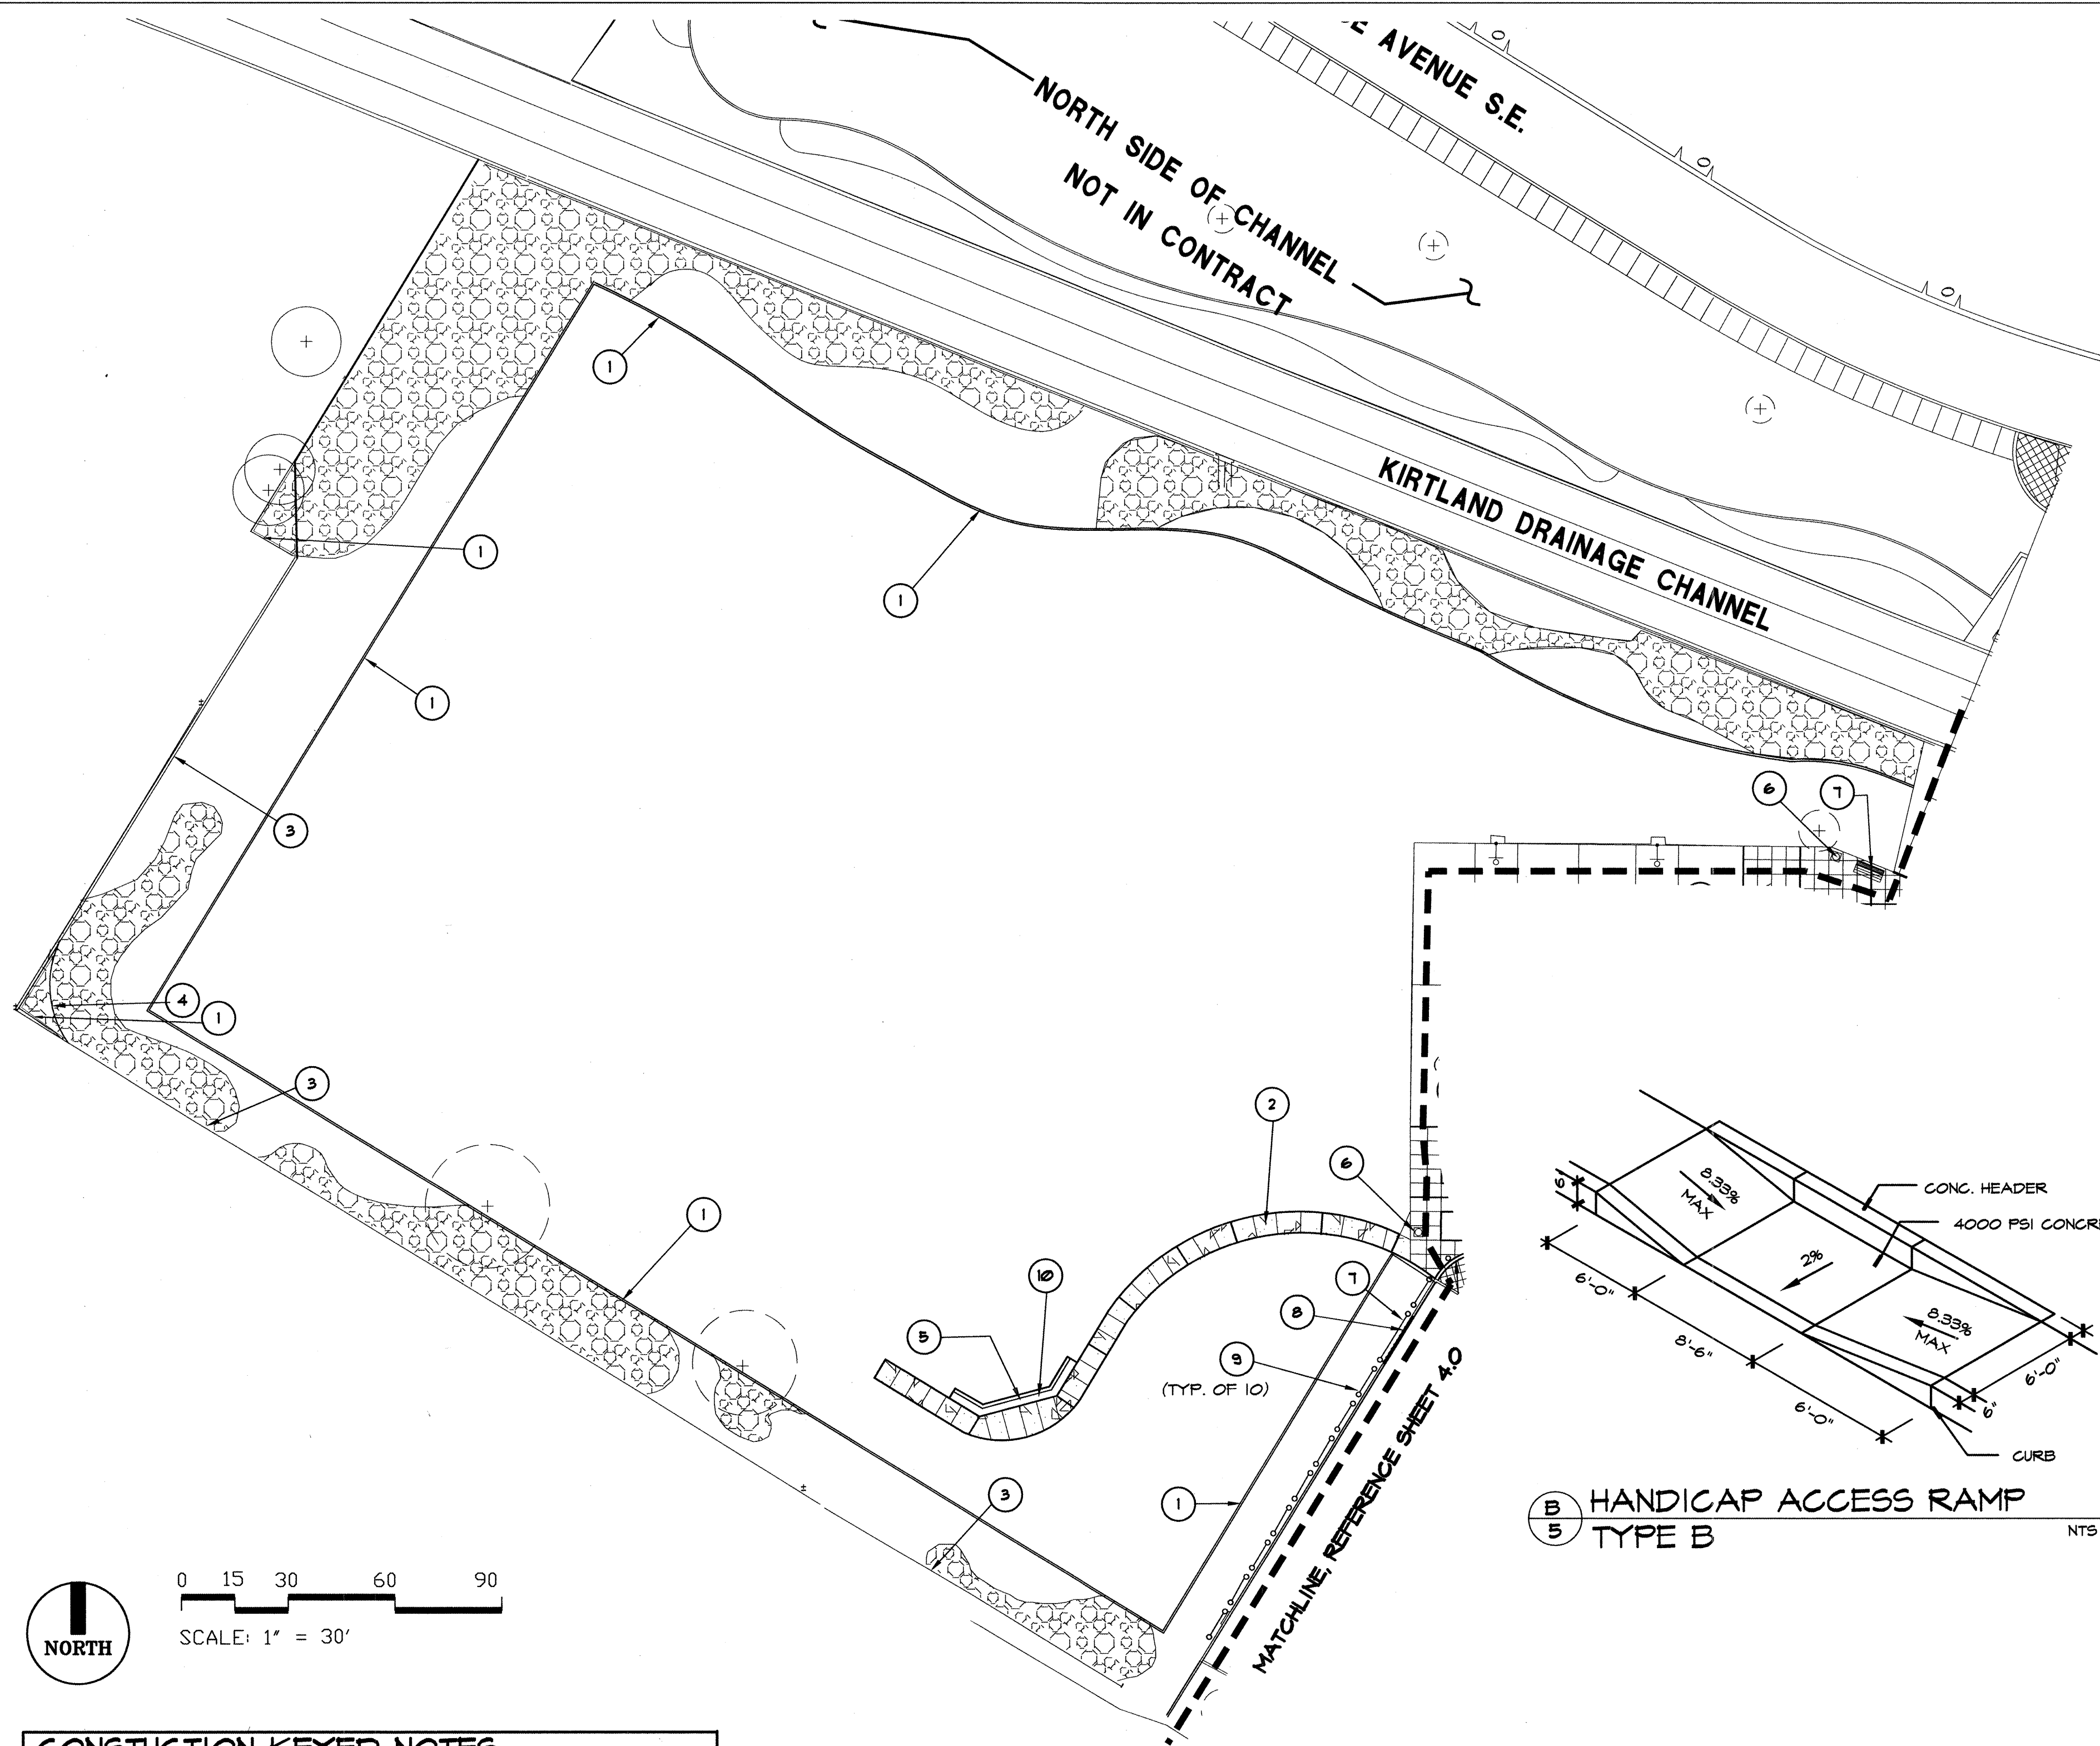 AVENUE S.E.
NORTH SIDE OF CHANNEL
NOT IN CONTRACT
KIRTLAND DRAINAGE CHANNEL
1
1
1
1
3
6
7
4
1
3
2
6
1
10
7
8
5
9
(TYP. OF 10)
3
1
MATCHLINE, REFERENCE SHEET 4.0
6"
8.33%
MAX
CONC. HEADER
4000 PSI
2%
8.33%
MAX
6'-0"
8'-6"
6'-0"
6'-0"
6"
CURB
B
5
HANDICAP ACCESS RAMP
TYPE B
NTS
NORTH
0 15 30 60 90
SCALE: 1" = 30'
CONSTUCTION KEYED NOTES